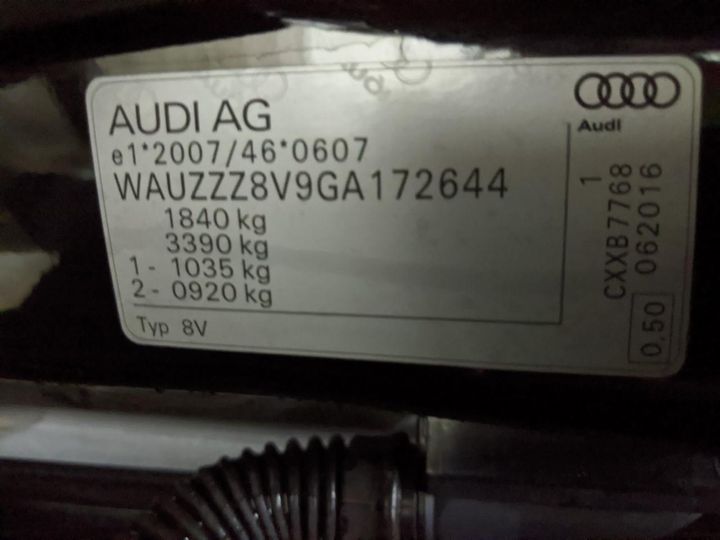 AUDI AG
e1*2007/46*0607
WAUZZZ8V9GA172644
1840 kg
3390 kg
1 - 1035 kg
2 - 0920 kg
Typ 8V
Audi
1
CXXB7768
062016
0,50